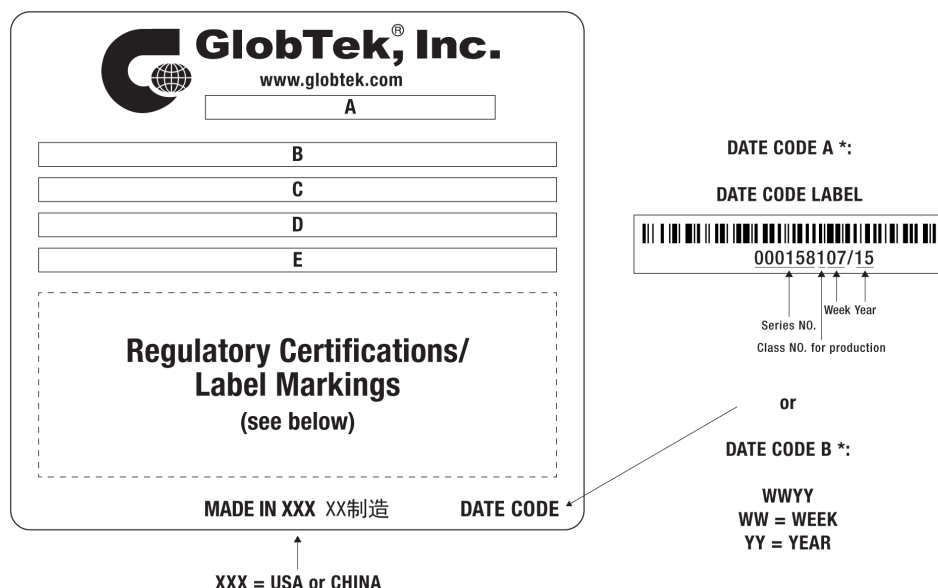 GlobTek,® Inc.
www.globtek.com
A
B
C
D
E
Regulatory Certifications/
Label Markings
(see below)
MADE IN XXX XX制造
DATE CODE
XXX = USA or CHINA
DATE CODE A *:
DATE CODE LABEL
000158107/15
Week Year
Series NO.
Class NO. for production
or
DATE CODE B *:
WWYY
WW = WEEK
YY = YEAR